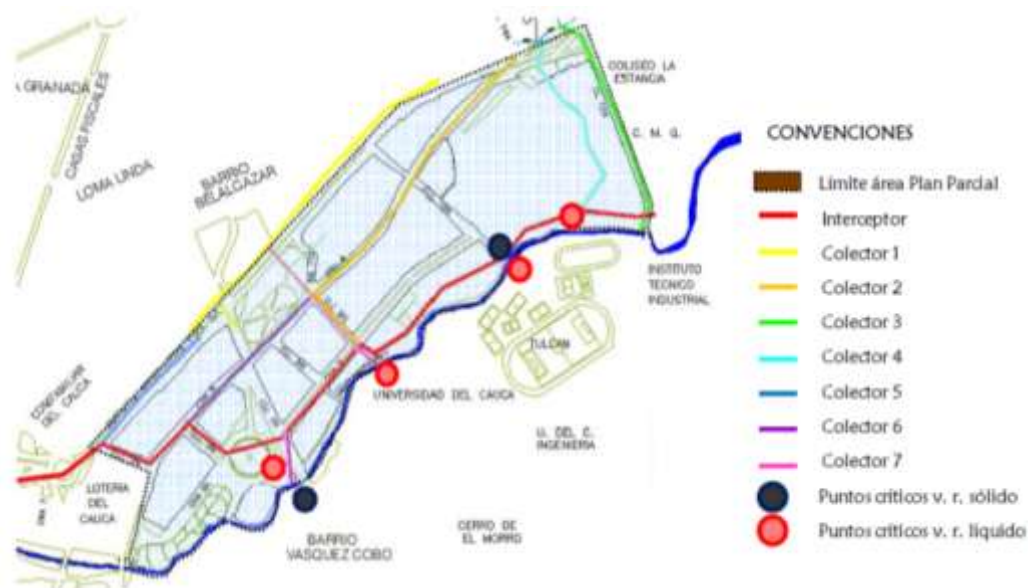 COLISEO LA
ESTANCIA
GRANADA
CASAS FISCALES
LOMA LINDA
BARRIO
BELALCAZAR
C. M. G.
INSTITUTO
TECNICO
INDUSTRIAL
TULCAN
UNIVERSIDAD DEL CAUCA
U. DEL C.
INGENIERIA
DEL CAUCA
LOTERIA
DEL
CAUCA
BARRIO
VASQUEZ COBO
CERRO DE
EL MORRO
CONVENCIONES
Límite área Plan Parcial
Interceptor
Colector 1
Colector 2
Colector 3
Colector 4
Colector 5
Colector 6
Colector 7
Puntos críticos v. r. sólido
Puntos críticos v. r. líquido